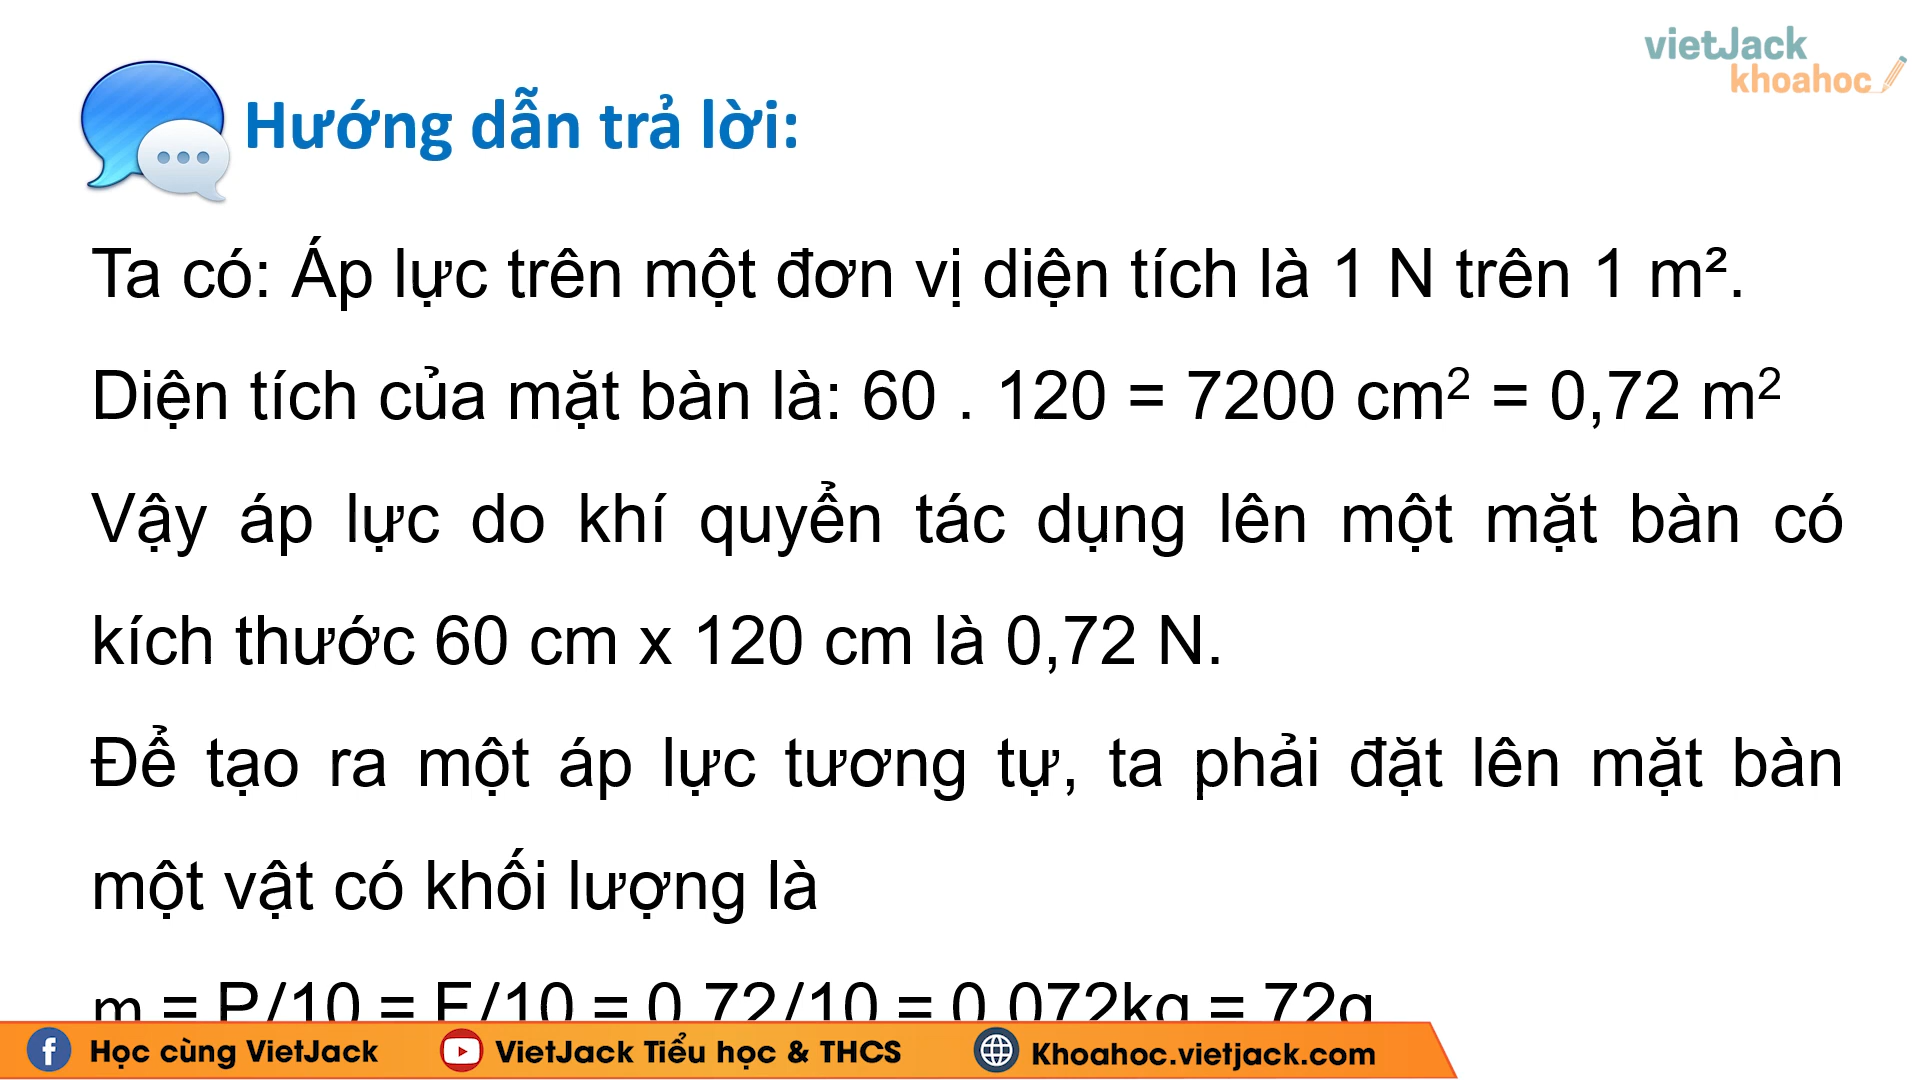 vietJack
khoahoc
Hướng dẫn trả lời:
Ta có: Áp lực trên một đơn vị diện tích là 1 N trên 1 m².
Diện tích của mặt bàn là: 60 . 120 = 7200 cm² = 0,72 m²
Vậy áp lực do khí quyển tác dụng lên một mặt bàn có
kích thước 60 cm x 120 cm là 0,72 N.
Để tạo ra một áp lực tương tự, ta phải đặt lên mặt bàn
một vật có khối lượng là
m = P/10 = F/10 = 0,72/10 = 0,072kg = 72g
Học cùng VietJack
VietJack Tiểu học & THCS
Khoahoc.vietjack.com